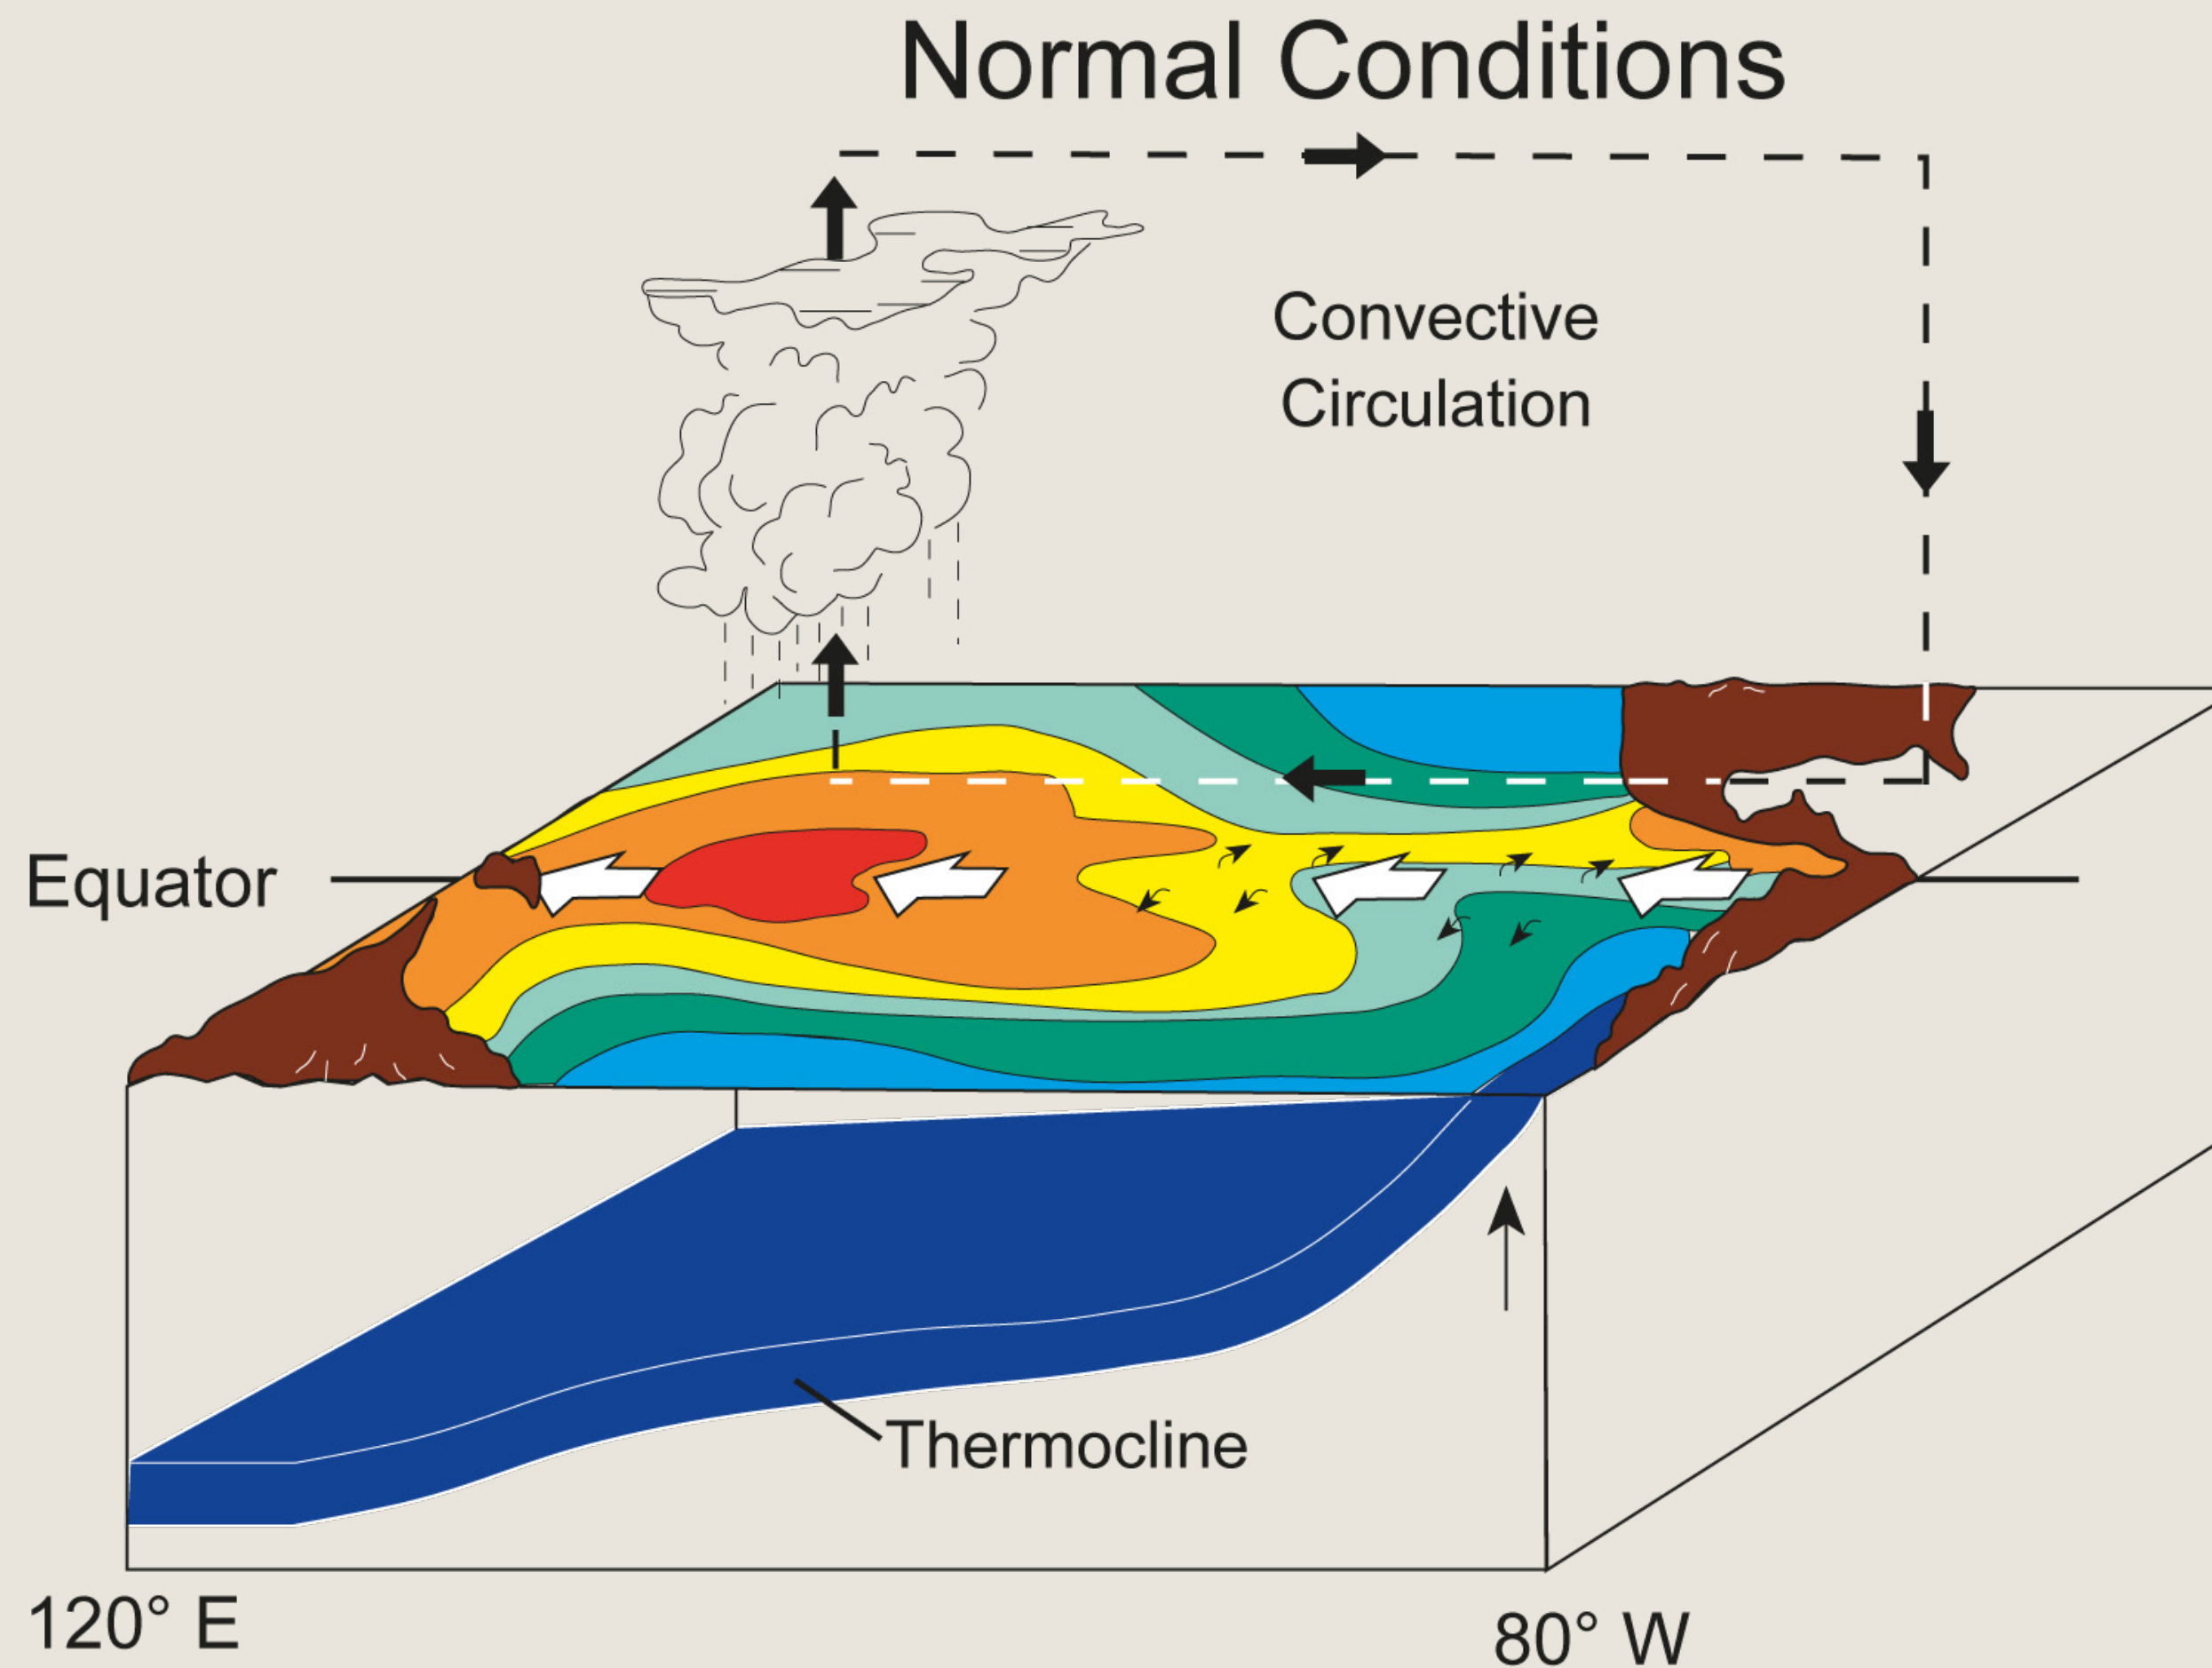 Normal Conditions
Convective
Circulation
Equator
Thermocline
120° E
80° W